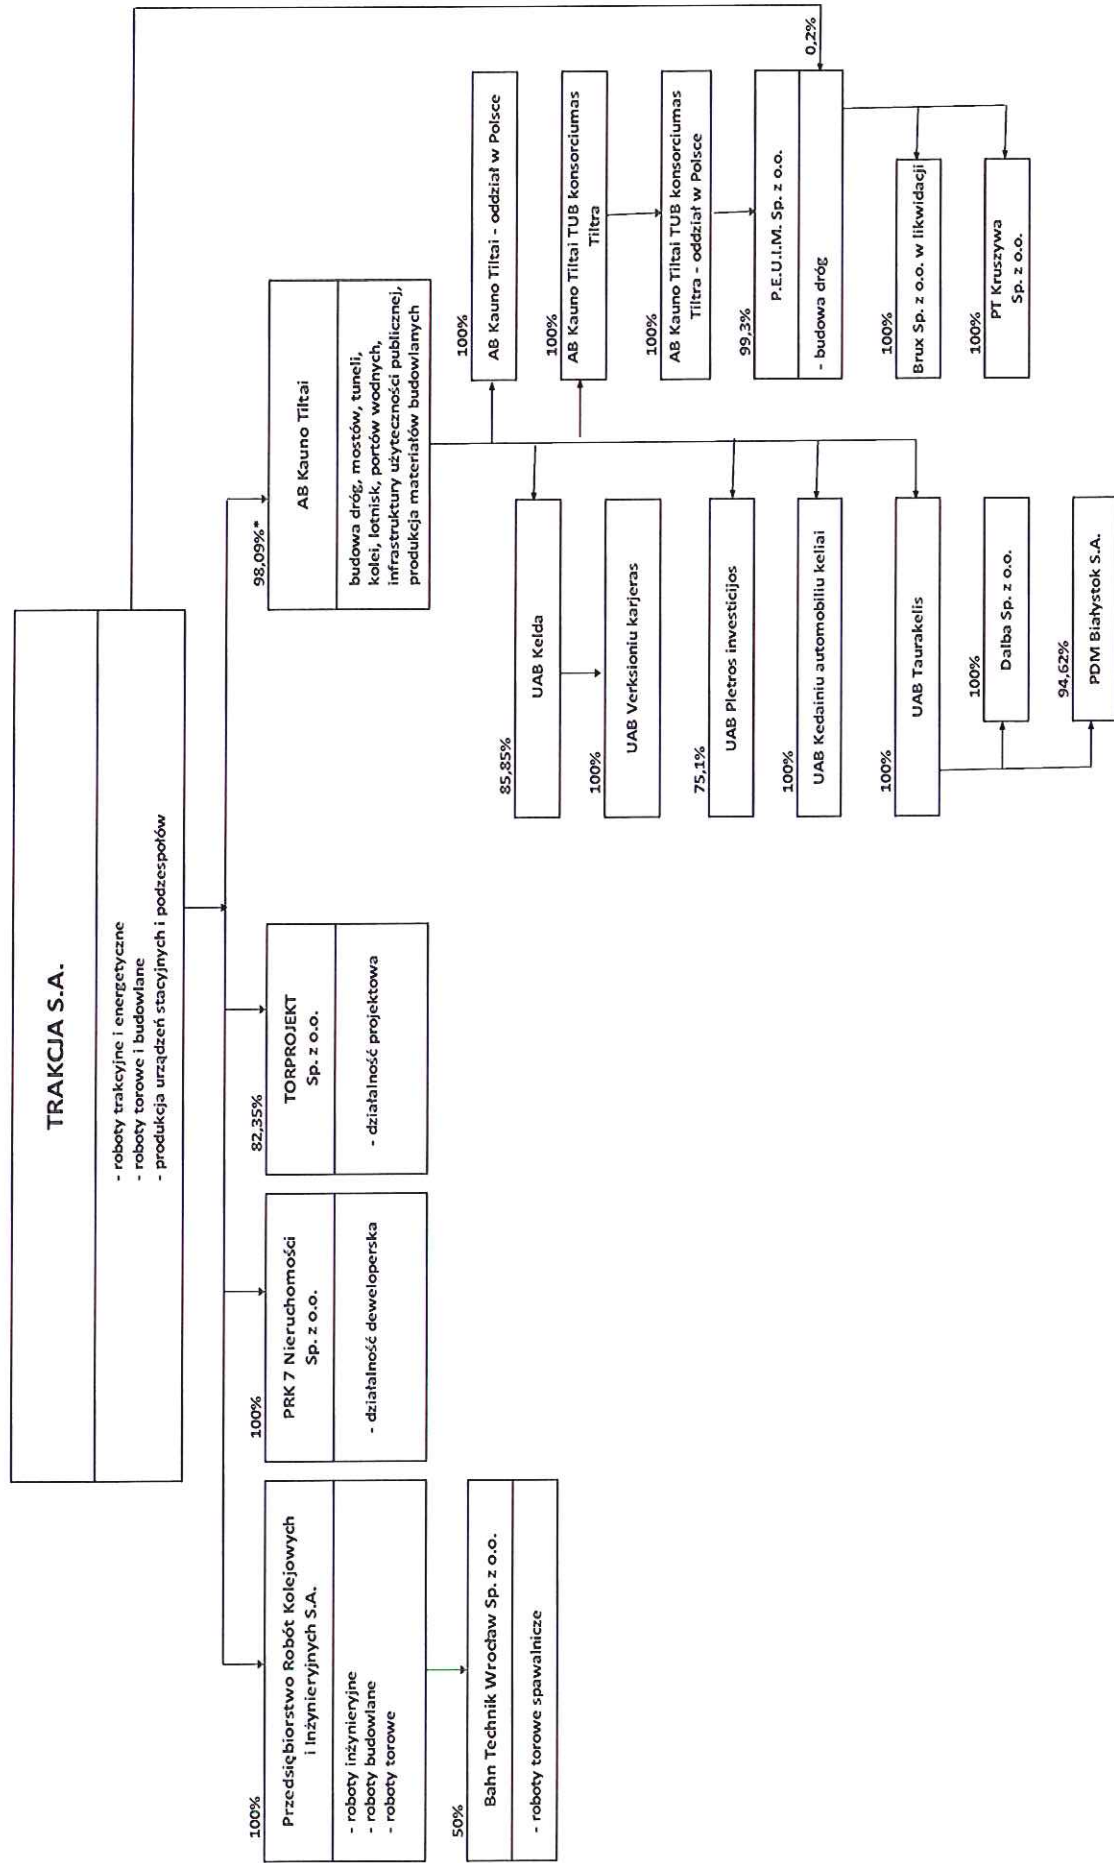 TRAKCJA S.A.
- roboty trakcyjne i energetyczne
- roboty torowe i budowlane
- produkcja urządzeń stacyjnych i podzespołów
100%
Przedsiębiorstwo Robót Kolejowych
i Inżynieryjnych S.A.
- roboty inżynieryjne
- roboty budowlane
- roboty torowe
50%
Bahn Technik Wrocław Sp. z o.o.
- roboty torowe spawalnicze
100%
PRK 7 Nieruchomości
Sp. z o.o.
- działalność deweloperska
82,35%
TORPROJEKT
Sp. z o.o.
- działalność projektowa
98,09%*
AB Kauno Tiltai
budowa dróg, mostów, tuneli,
kolei, lotnisk, portów wodnych,
infrastruktury użyteczności publicznej,
produkcja materiałów budowlanych
85,85%
UAB Kelda
100%
UAB Verksioniu karjeras
75,1%
UAB Pletros investicijos
100%
UAB Kedainiu automobiliu keliai
100%
UAB Taurakelis
100%
Dalba Sp. z o.o.
94,62%
PDM Białystok S.A.
100%
AB Kauno Tiltai - oddział w Polsce
100%
AB Kauno Tiltai TUB konsorciumas
Tiltra
100%
AB Kauno Tiltai TUB konsorciumas
Tiltra - oddział w Polsce
99,3%
0,2%
P.E.U.I.M. Sp. z o.o.
- budowa dróg
100%
Brux Sp. z o.o. w likwidacji
100%
PT Kruszywa
Sp. z o.o.